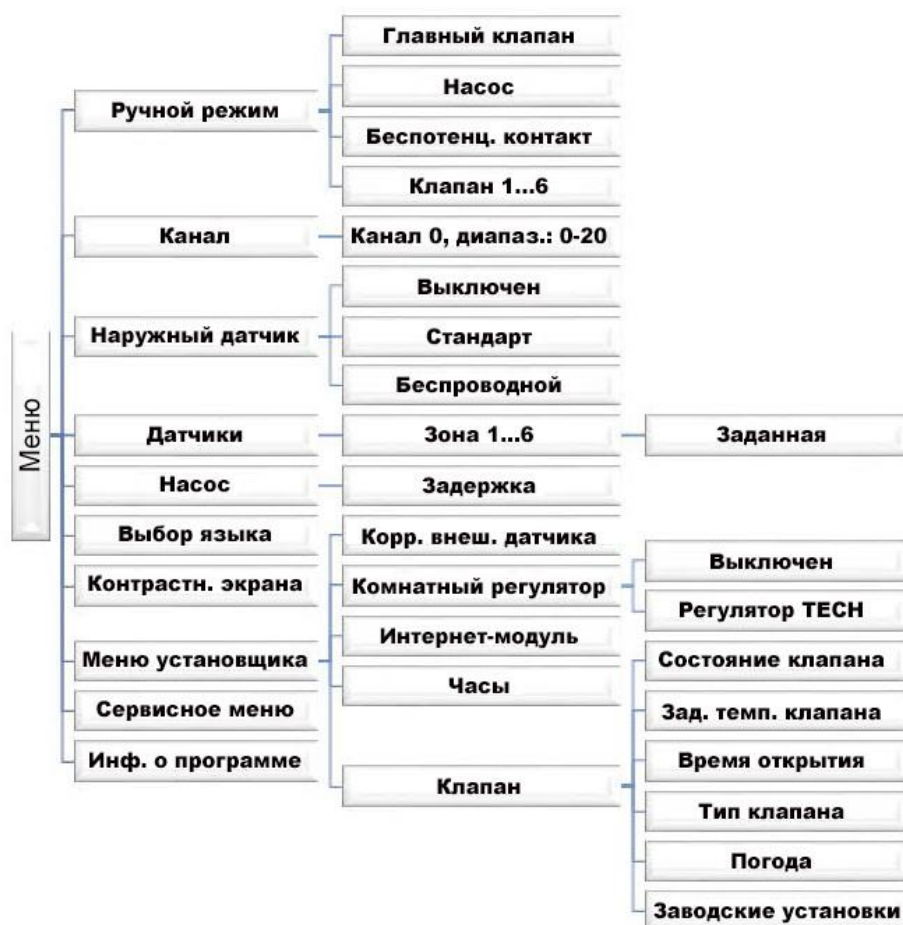 Меню
Ручной режим
Главный клапан
Насос
Беспотенц. контакт
Клапан 1...6
Канал
Канал 0, диапаз.: 0-20
Наружный датчик
Выключен
Стандарт
Беспроводной
Датчики
Зона 1...6
Заданная
Насос
Задержка
Выбор языка
Контрастн. экрана
Меню установщика
Корр. внеш. датчика
Комнатный регулятор
Выключен
Регулятор TECH
Интернет-модуль
Часы
Клапан
Состояние клапана
Зад. темп. клапана
Время открытия
Тип клапана
Погода
Заводские установки
Сервисное меню
Инф. о программе